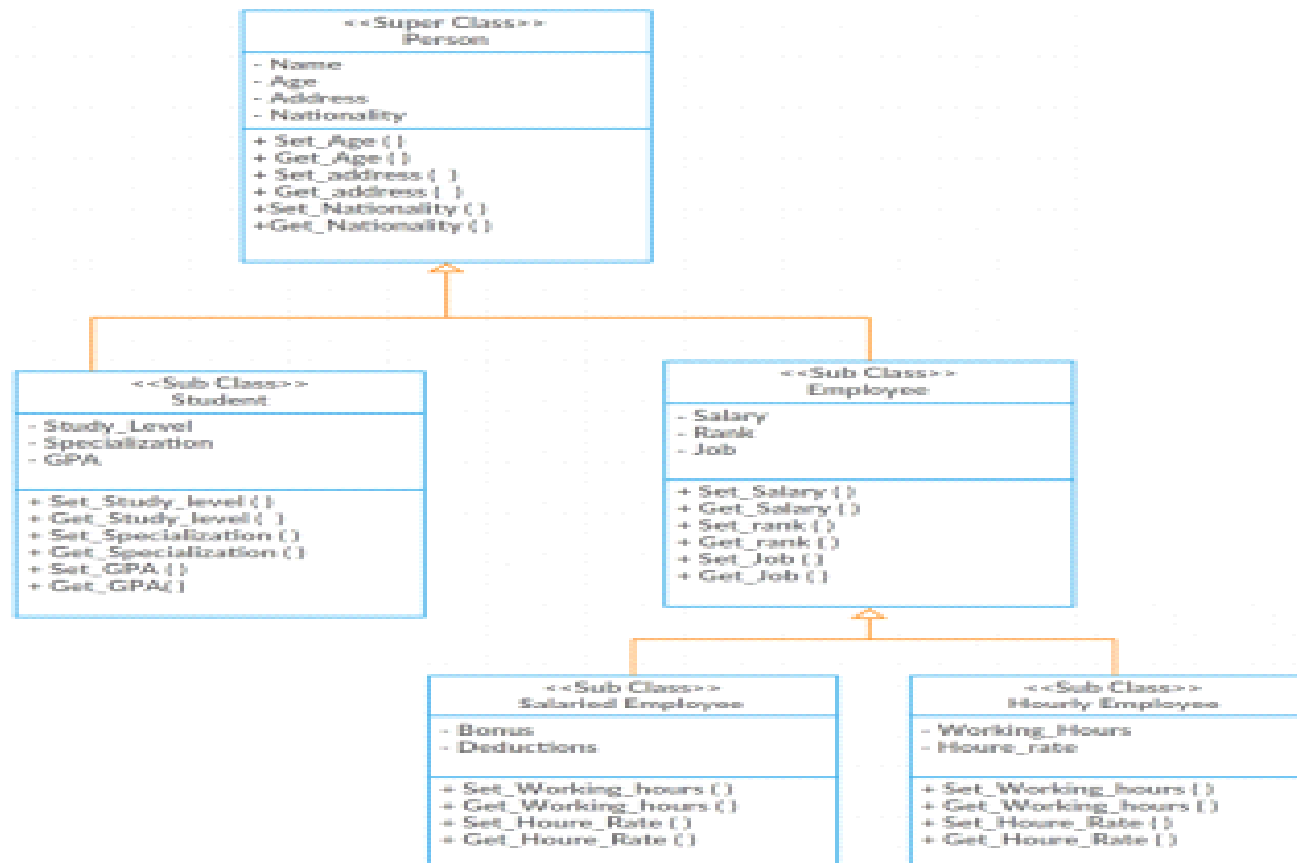 <<Super Class>>
Person
- Name
- Age
- Address
- Nationality
+ Set_Age ( )
+ Get_Age ( )
+ Set_address ( )
+ Get_address ( )
+Set_Nationality ( )
+Get_Nationality ( )
<<Sub Class>>
Student
- Study_Level
- Specialization
- GPA
+ Set_Study_level ( )
+ Get_Study_level ( )
+ Set_Specialization ( )
+ Get_Specialization ( )
+ Set_GPA ( )
+ Get_GPA( )
<<Sub Class>>
Employee
- Salary
- Rank
- Job
+ Set_Salary ( )
+ Get_Salary ( )
+ Set_rank ( )
+ Get_rank ( )
+ Set_Job ( )
+ Get_Job ( )
<<Sub Class>>
Salaried Employee
- Bonus
- Deductions
+ Set_Working_hours ( )
+ Get_Working_hours ( )
+ Set_Houre_Rate ( )
+ Get_Houre_Rate ( )
<<Sub Class>>
Hourly Employee
- Working_Hours
- Houre_rate
+ Set_Working_hours ( )
+ Get_Working_hours ( )
+ Set_Houre_Rate ( )
+ Get_Houre_Rate ( )